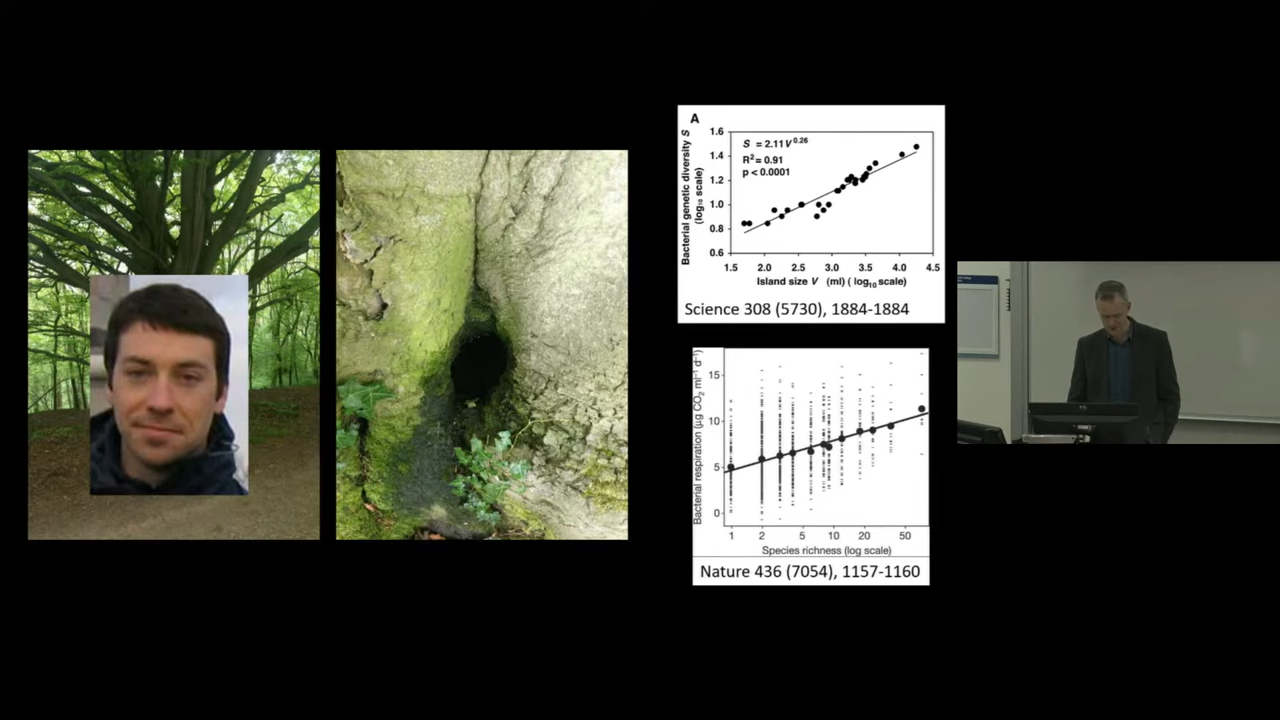 A
S = 2.11V^0.26
R² = 0.91
p < 0.0001
Bacterial genetic diversity S
(log₁₀ scale)
1.6
1.4
1.2
1.0
0.8
0.6
1.5 2.0 2.5 3.0 3.5 4.0 4.5
Island size V (ml) ( log₁₀ scale)
Science 308 (5730), 1884-1884
Bacterial respiration (µg CO₂ ml⁻¹ d⁻¹)
15
10
5
0
1 2 5 10 20 50
Species richness (log scale)
Nature 436 (7054), 1157-1160